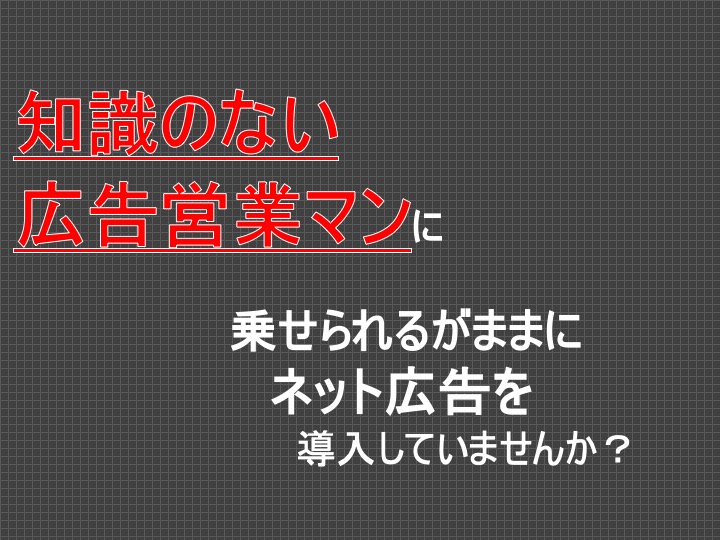 知識のない
広告営業マンに
乗せられるがままに
ネット広告を
導入していませんか？